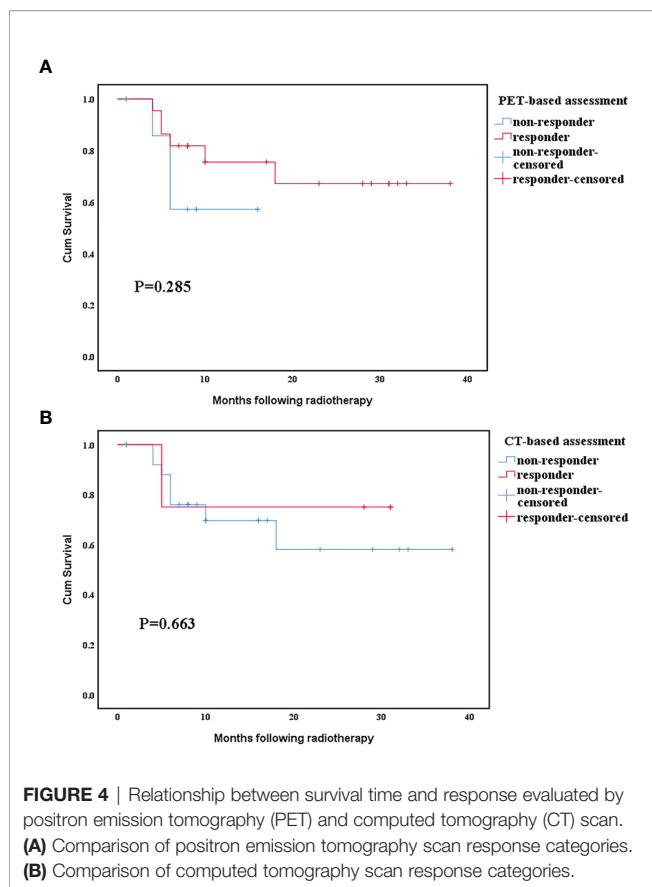 A
PET-based assessment
non-responder
responder
non-responder-
censored
responder-censored
1.0
0.8
0.6
0.4
0.2
0.0
Cum Survival
P=0.285
0 10 20 30 40
Months following radiotherapy
B
CT-based assessment
non-responder
responder
non-responder-
censored
responder-censored
1.0
0.8
0.6
0.4
0.2
0.0
Cum Survival
P=0.663
0 10 20 30 40
Months following radiotherapy
FIGURE 4 | Relationship between survival time and response evaluated by
positron emission tomography (PET) and computed tomography (CT) scan.
(A) Comparison of positron emission tomography scan response categories.
(B) Comparison of computed tomography scan response categories.